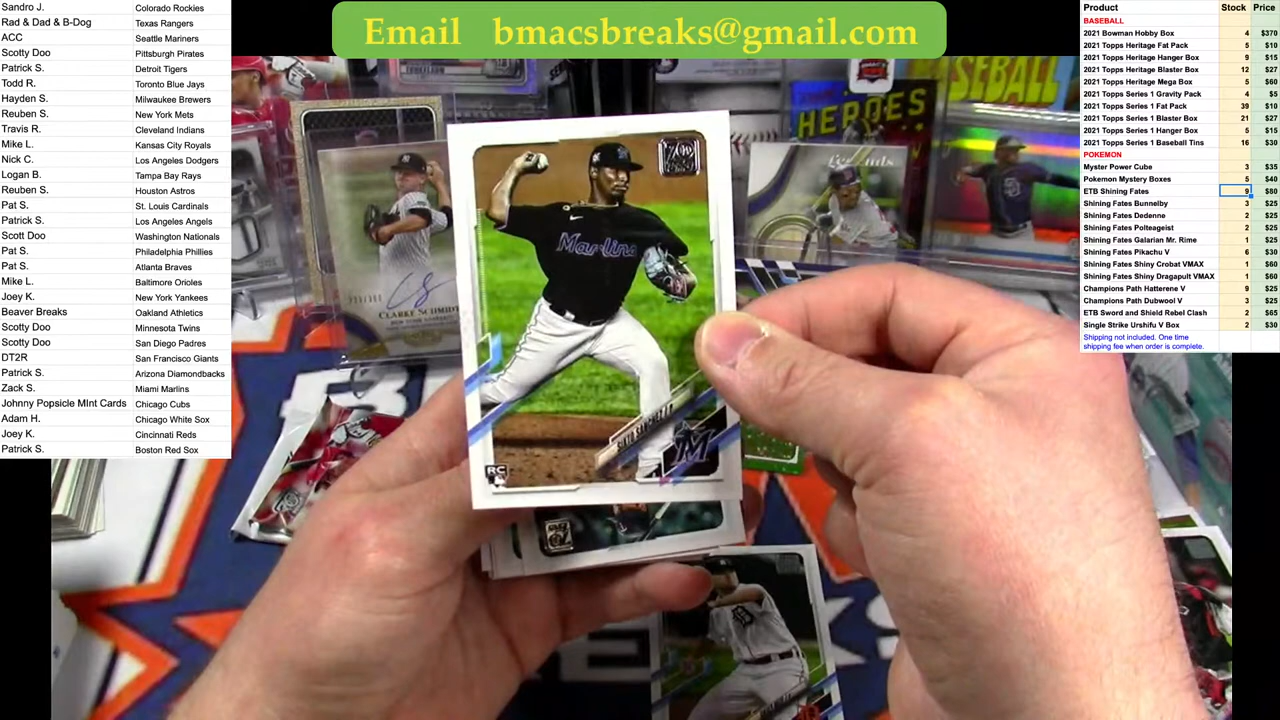 Sandro J. Colorado Rockies
Rad & Dad & B-Dog Texas Rangers
ACC Seattle Mariners
Scotty Doo Pittsburgh Pirates
Patrick S. Detroit Tigers
Todd R. Toronto Blue Jays
Hayden S. Milwaukee Brewers
Reuben S. New York Mets
Travis R. Cleveland Indians
Mike L. Kansas City Royals
Nick C. Los Angeles Dodgers
Logan B. Tampa Bay Rays
Reuben S. Houston Astros
Pat S. St. Louis Cardinals
Patrick S. Los Angeles Angels
Scott Doo Washington Nationals
Pat S. Philadelphia Phillies
Pat S. Atlanta Braves
Mike L. Baltimore Orioles
Joey K. New York Yankees
Beaver Breaks Oakland Athletics
Scotty Doo Minnesota Twins
Scotty Doo San Diego Padres
DT2R San Francisco Giants
Patrick S. Arizona Diamondbacks
Zack S. Miami Marlins
Johnny Popsicle MInt Cards Chicago Cubs
Adam H. Chicago White Sox
Joey K. Cincinnati Reds
Patrick S. Boston Red Sox
Email bmacsbreaks@gmail.com
Product Stock Price
BASEBALL
2021 Bowman Hobby Box 4 $370
2021 Topps Heritage Fat Pack 5 $10
2021 Topps Heritage Hanger Box 9 $15
2021 Topps Heritage Blaster Box 12 $27
2021 Topps Heritage Mega Box 5 $60
2021 Topps Series 1 Gravity Pack 4 $5
2021 Topps Series 1 Fat Pack 39 $10
2021 Topps Series 1 Blaster Box 21 $27
2021 Topps Series 1 Hanger Box 5 $15
2021 Topps Series 1 Baseball Tins 16 $30
POKEMON
Myster Power Cube 3 $35
Pokemon Mystery Boxes 5 $40
ETB Shining Fates 9 $80
Shining Fates Bunnelby 3 $25
Shining Fates Dedenne 2 $25
Shining Fates Polteageist 2 $25
Shining Fates Galarian Mr. Rime 1 $25
Shining Fates Pikachu V 6 $30
Shining Fates Shiny Crobat VMAX 1 $60
Shining Fates Shiny Dragapult VMAX 1 $60
Champions Path Hatterene V 9 $25
Champions Path Dubwool V 3 $25
ETB Sword and Shield Rebel Clash 2 $65
Single Strike Urshifu V Box 2 $30
Shipping not included. One time
shipping fee when order is complete.
HEROES
SEBALL
Legends
CLARKE SCHMIDT
Marlins
SIXTO SANCHEZ
RC
M
D